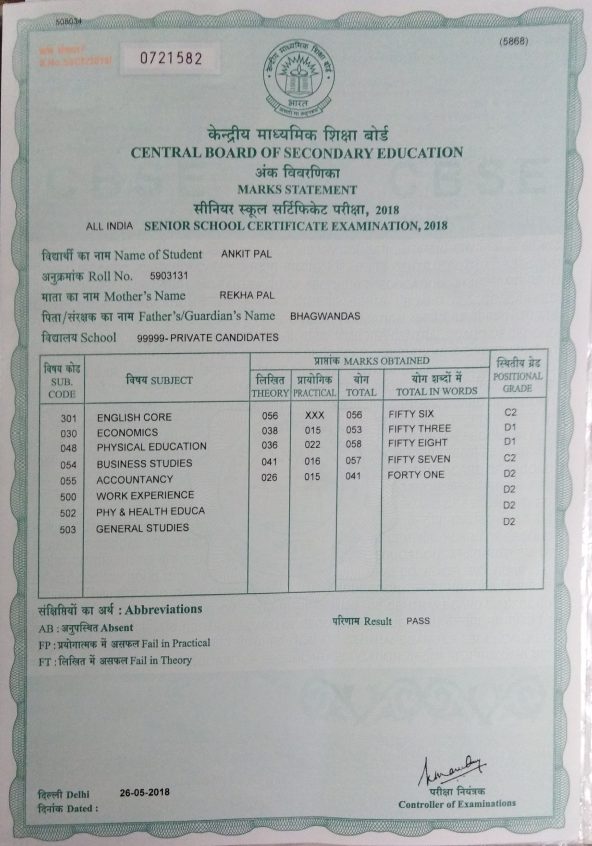 508034
0721582
(5868)
भारत
केन्द्रीय माध्यमिक शिक्षा बोर्ड
CENTRAL BOARD OF SECONDARY EDUCATION
अंक विवरणिका
MARKS STATEMENT
सीनियर स्कूल सर्टिफिकेट परीक्षा, 2018
ALL INDIA SENIOR SCHOOL CERTIFICATE EXAMINATION, 2018
विद्यार्थी का नाम Name of Student ANKIT PAL
अनुक्रमांक Roll No. 5903131
माता का नाम Mother's Name REKHA PAL
पिता/संरक्षक का नाम Father's/Guardian's Name BHAGWANDAS
विद्यालय School 99999- PRIVATE CANDIDATES
विषय कोड SUB. CODE विषय SUBJECT प्राप्तांक MARKS OBTAINED स्थितीय ग्रेड POSITIONAL GRADE
लिखित THEORY प्रायोगिक PRACTICAL योग TOTAL योग शब्दों में TOTAL IN WORDS
301 ENGLISH CORE 056 XXX 056 FIFTY SIX C2
030 ECONOMICS 038 015 053 FIFTY THREE D1
048 PHYSICAL EDUCATION 036 022 058 FIFTY EIGHT D1
054 BUSINESS STUDIES 041 016 057 FIFTY SEVEN C2
055 ACCOUNTANCY 026 015 041 FORTY ONE D2
500 WORK EXPERIENCE D2
502 PHY & HEALTH EDUCA D2
503 GENERAL STUDIES D2
संक्षिप्तियों का अर्थ : Abbreviations
AB : अनुपस्थित Absent
परिणाम Result PASS
FP : प्रयोगात्मक में असफल Fail in Practical
FT : लिखित में असफल Fail in Theory
दिल्ली Delhi
दिनांक Dated : 26-05-2018
परीक्षा नियंत्रक
Controller of Examinations